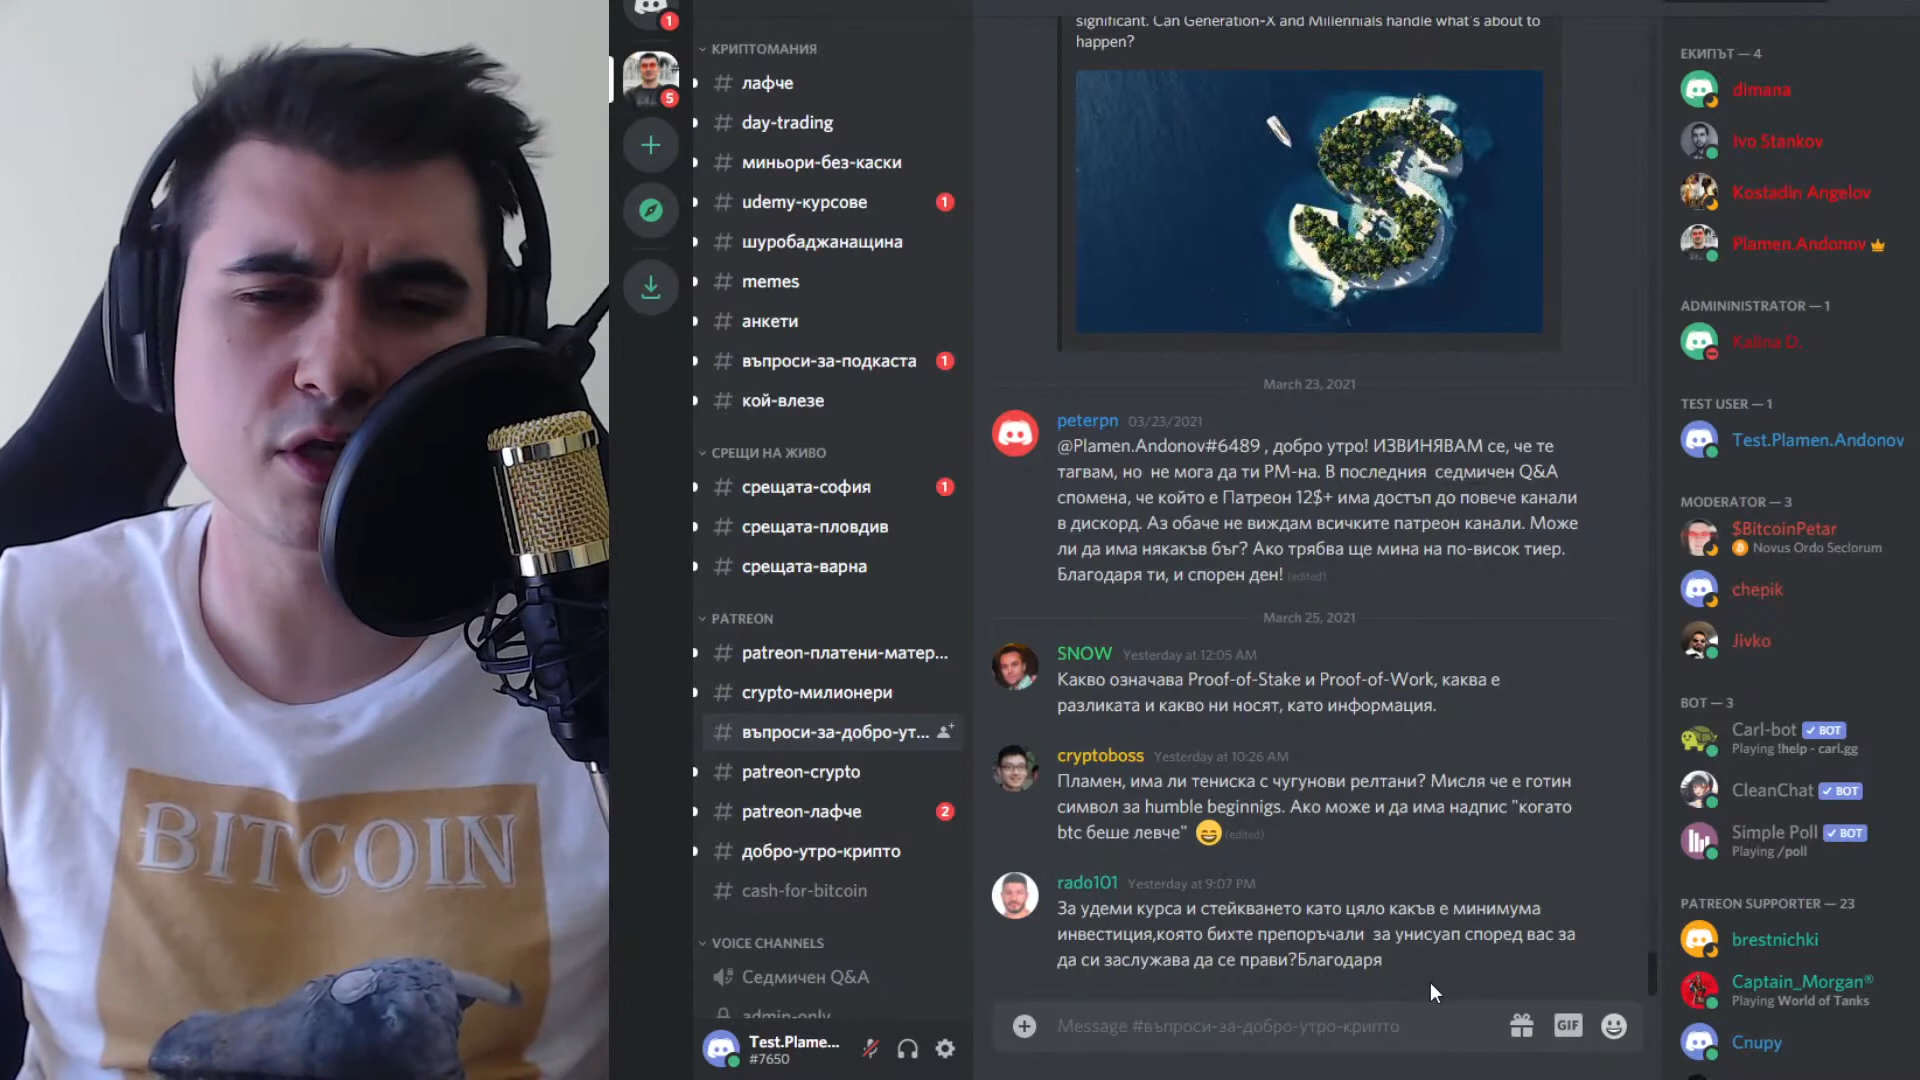 BITCOIN
1
5
КРИПТОМАНИЯ
# лафче
# day-trading
# миньори-без-каски
# udemy-курсове 1
# шуробаджанащина
# memes
# анкети
# въпроси-за-подкаста 1
# кой-влезе
СРЕЩИ НА ЖИВО
# срещата-софия 1
# срещата-пловдив
# срещата-варна
PATREON
# patreon-платени-матер...
# crypto-милионери
# въпроси-за-добро-ут...
# patreon-crypto
# patreon-лафче 2
# добро-утро-крипто
# cash-for-bitcoin
VOICE CHANNELS
Седмичен Q&A
admin-only
Test.Plame...
#7650
significant. Can Generation-X and Millennials handle what's about to
happen?
March 23, 2021
peterpn 03/23/2021
@Plamen.Andonov#6489 , добро утро! ИЗВИНЯВАМ се, че те
тагвам, но не мога да ти PM-на. В последния седмичен Q&A
спомена, че който е Патреон 12$+ има достъп до повече канали
в дискорд. Аз обаче не виждам всичките патреон канали. Може
ли да има някакъв бъг? Ако трябва ще мина на по-висок тиер.
Благодаря ти, и спорен ден! (edited)
March 25, 2021
SNOW Yesterday at 12:05 AM
Какво означава Proof-of-Stake и Proof-of-Work, каква е
разликата и какво ни носят, като информация.
cryptoboss Yesterday at 10:26 AM
Пламен, има ли тениска с чугунови релтани? Мисля че е готин
символ за humble beginnigs. Ако може и да има надпис "когато
btc беше левче" 😄 (edited)
rado101 Yesterday at 9:07 PM
За удеми курса и стейкването като цяло какъв е минимума
инвестиция,която бихте препоръчали за унисуап според вас за
да си заслужава да се прави?Благодаря
Message #въпроси-за-добро-утро-крипто
GIF
ЕКИПЪТ — 4
dimana
Ivo Stankov
Kostadin Angelov
Plamen.Andonov
ADMININISTRATOR — 1
Kalina D.
TEST USER — 1
Test.Plamen.Andonov
MODERATOR — 3
$BitcoinPetar
Novus Ordo Seclorum
chepik
Jivko
BOT — 3
Carl-bot ✓ BOT
Playing !help - carl.gg
CleanChat ✓ BOT
Simple Poll ✓ BOT
Playing /poll
PATREON SUPPORTER — 23
brestnichki
Captain_Morgan®
Playing World of Tanks
Cnupy